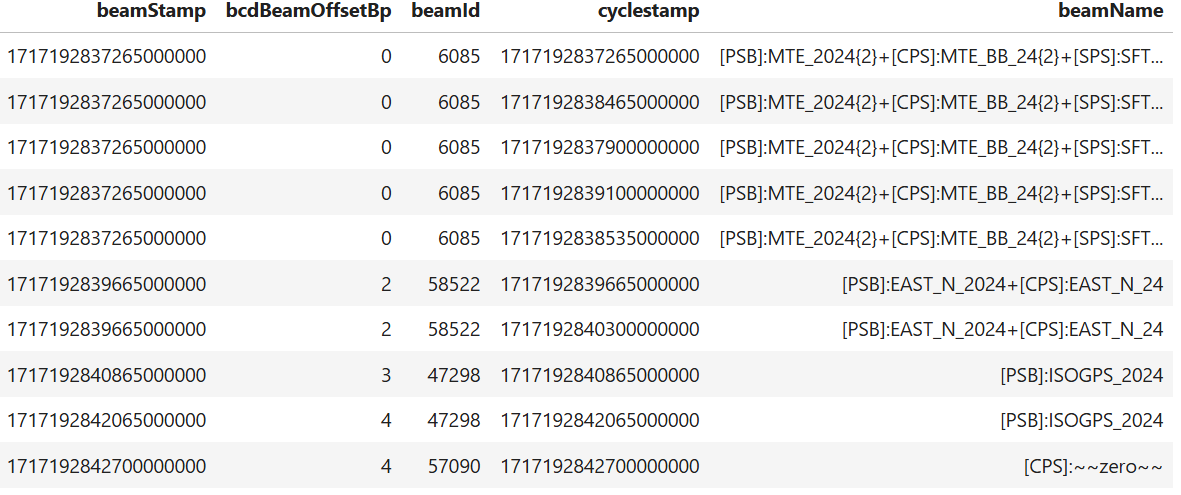 beamStamp bcdBeamOffsetBp beamId cyclestamp beamName
1717192837265000000 0 6085 1717192837265000000 [PSB]:MTE_2024{2}+[CPS]:MTE_BB_24{2}+[SPS]:SFT...
1717192837265000000 0 6085 1717192838465000000 [PSB]:MTE_2024{2}+[CPS]:MTE_BB_24{2}+[SPS]:SFT...
1717192837265000000 0 6085 1717192837900000000 [PSB]:MTE_2024{2}+[CPS]:MTE_BB_24{2}+[SPS]:SFT...
1717192837265000000 0 6085 1717192839100000000 [PSB]:MTE_2024{2}+[CPS]:MTE_BB_24{2}+[SPS]:SFT...
1717192837265000000 0 6085 1717192838535000000 [PSB]:MTE_2024{2}+[CPS]:MTE_BB_24{2}+[SPS]:SFT...
1717192839665000000 2 58522 1717192839665000000 [PSB]:EAST_N_2024+[CPS]:EAST_N_24
1717192839665000000 2 58522 1717192840300000000 [PSB]:EAST_N_2024+[CPS]:EAST_N_24
1717192840865000000 3 47298 1717192840865000000 [PSB]:ISOGPS_2024
1717192842065000000 4 47298 1717192842065000000 [PSB]:ISOGPS_2024
1717192842700000000 4 57090 1717192842700000000 [CPS]:~~zero~~